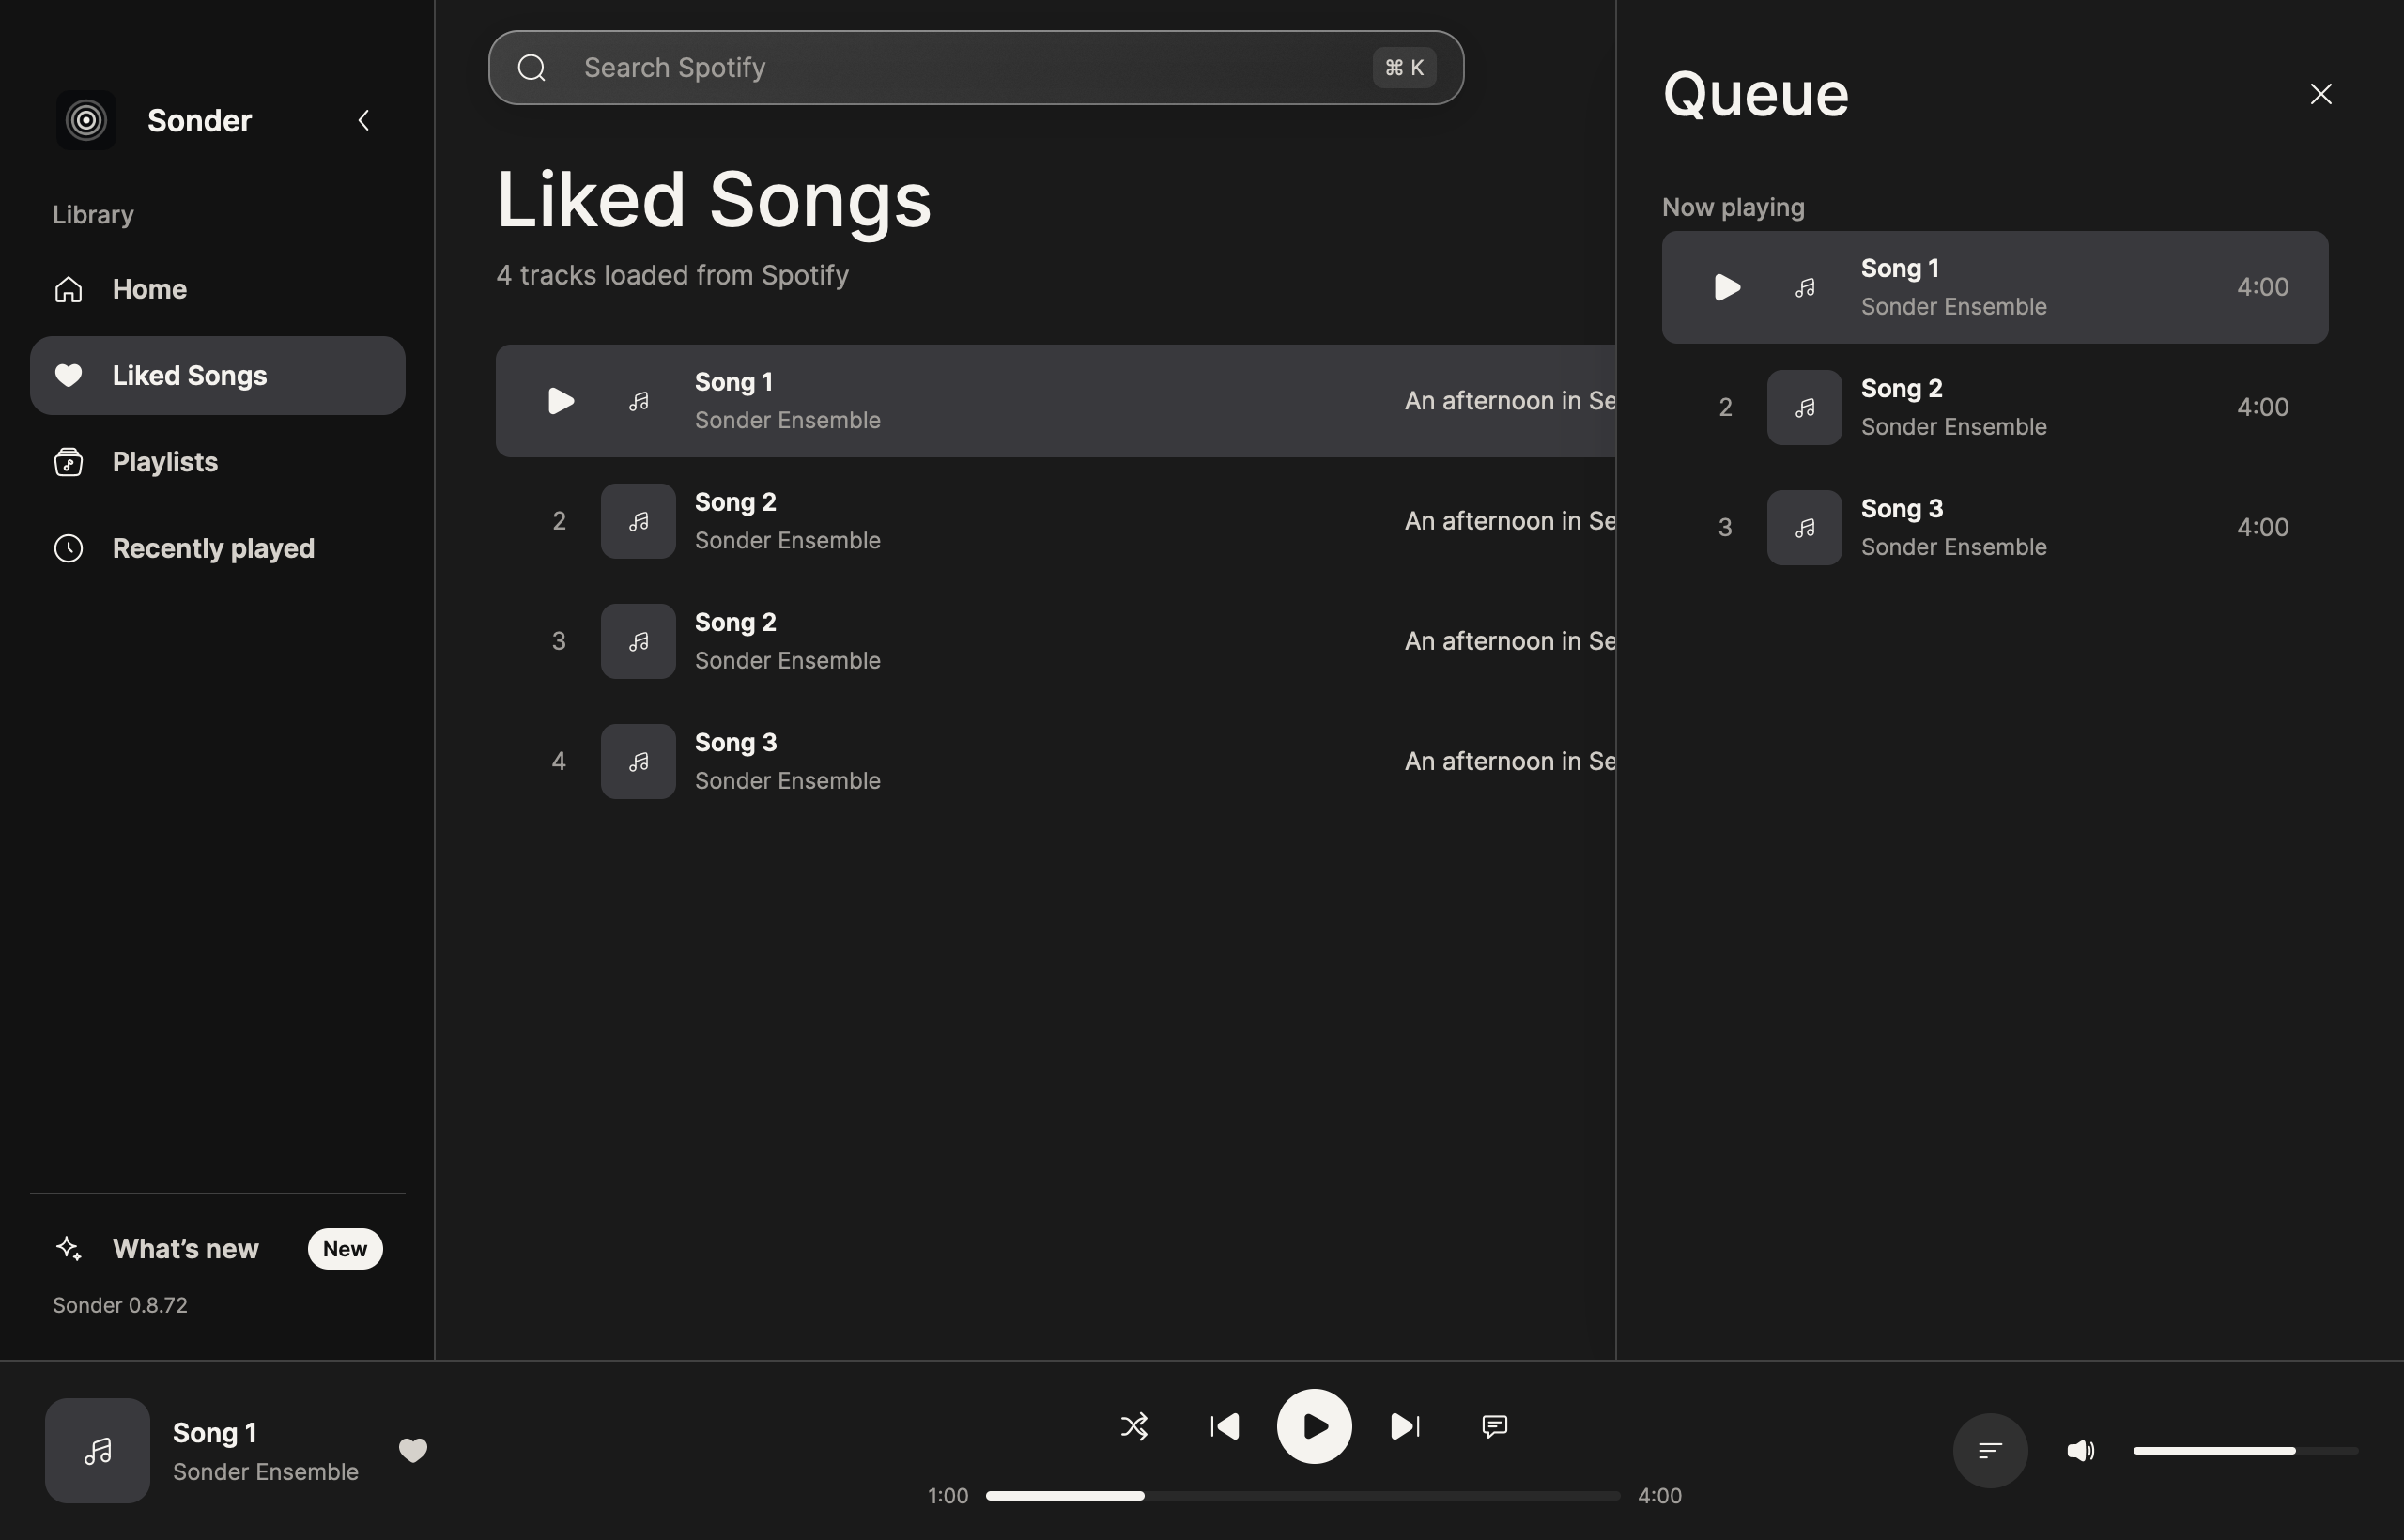 Sonder
Library
Home
Liked Songs
Playlists
Recently played
What's new
New
Sonder 0.8.72
Search Spotify
⌘ K
Liked Songs
4 tracks loaded from Spotify
Song 1
Sonder Ensemble
An afternoon in Se
2
Song 2
Sonder Ensemble
An afternoon in Se
3
Song 2
Sonder Ensemble
An afternoon in Se
4
Song 3
Sonder Ensemble
An afternoon in Se
Queue
Now playing
Song 1
Sonder Ensemble
4:00
2
Song 2
Sonder Ensemble
4:00
3
Song 3
Sonder Ensemble
4:00
Song 1
Sonder Ensemble
1:00
4:00